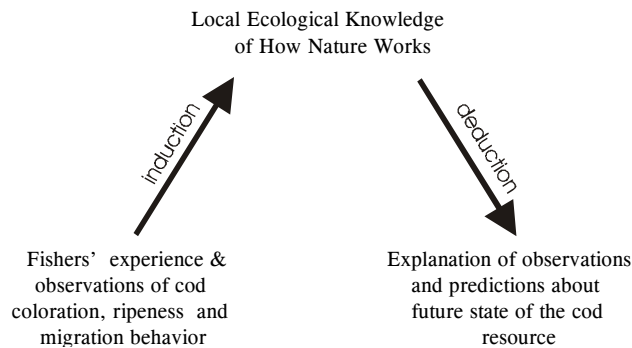 Local Ecological Knowledge
of How Nature Works
induction
deduction
Fishers' experience &
observations of cod
coloration, ripeness and
migration behavior
Explanation of observations
and predictions about
future state of the cod
resource